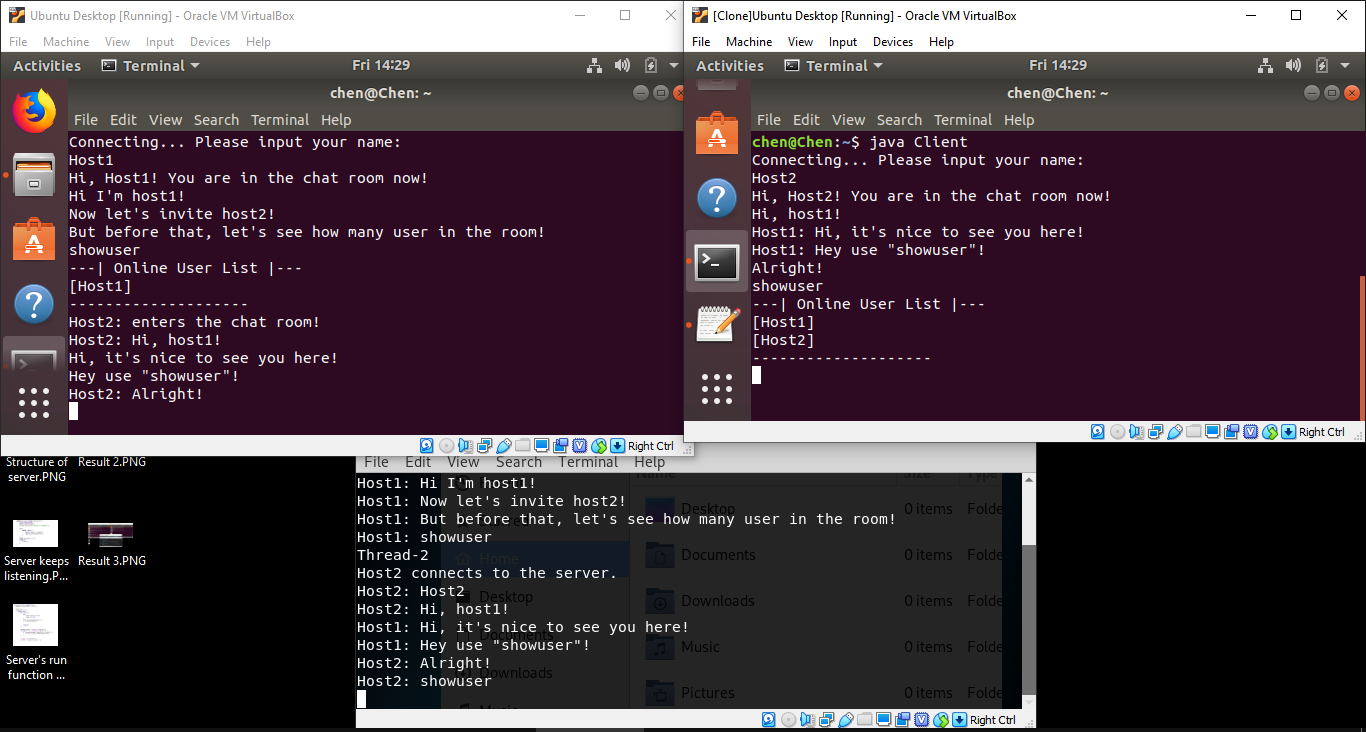 Ubuntu Desktop [Running] - Oracle VM VirtualBox
File Machine View Input Devices Help
Activities Terminal Fri 14:29
chen@Chen: ~
File Edit View Search Terminal Help
Connecting... Please input your name:
Host1
Hi, Host1! You are in the chat room now!
Hi I'm host1!
Now let's invite host2!
But before that, let's see how many user in the room!
showuser
---| Online User List |---
[Host1]
--------------------
Host2: enters the chat room!
Host2: Hi, host1!
Hi, it's nice to see you here!
Hey use "showuser"!
Host2: Alright!
Right Ctrl
[Clone]Ubuntu Desktop [Running] - Oracle VM VirtualBox
File Machine View Input Devices Help
Activities Terminal Fri 14:29
chen@Chen: ~
File Edit View Search Terminal Help
chen@Chen:~$ java Client
Connecting... Please input your name:
Host2
Hi, Host2! You are in the chat room now!
Hi, host1!
Host1: Hi, it's nice to see you here!
Host1: Hey use "showuser"!
Alright!
showuser
---| Online User List |---
[Host1]
[Host2]
--------------------
Right Ctrl
Structure of
server.PNG
Result 2.PNG
Server keeps
listening.P...
Result 3.PNG
Server's run
function ...
File Edit View Search Terminal Help
Name Size Type
Host1: Hi I'm host1!
Host1: Now let's invite host2!
Host1: But before that, let's see how many user in the room!
Host1: showuser
Thread-2
Host2 connects to the server.
Host2: Host2
Host2: Hi, host1!
Host1: Hi, it's nice to see you here!
Host1: Hey use "showuser"!
Host2: Alright!
Host2: showuser
Home
Desktop
Documents
Downloads
Music
Desktop 0 items Folde
Documents 0 items Folde
Downloads 0 items Folde
Music 0 items Folde
Pictures 0 items Folde
Right Ctrl